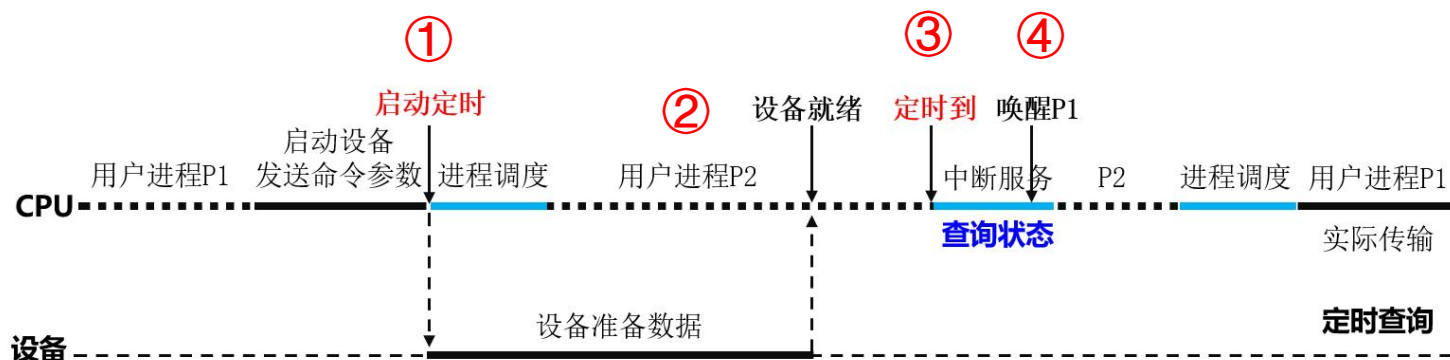 ①
③
④
启动定时
②
设备就绪
定时到
唤醒P1
启动设备
用户进程P1
发送命令参数
进程调度
用户进程P2
中断服务
P2
进程调度
用户进程P1
CPU
查询状态
实际传输
设备准备数据
定时查询
设备